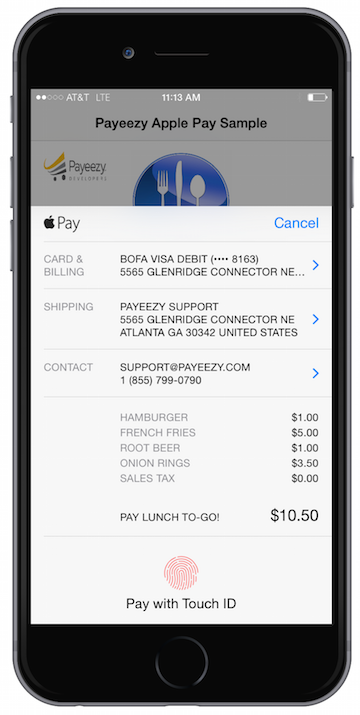 AT&T LTE 11:13 AM
Payeezy Apple Pay Sample
Payeezy
DEVELOPERS
Pay Cancel
CARD & BILLING BOFA VISA DEBIT (•••• 8163)
5565 GLENRIDGE CONNECTOR NE...
SHIPPING PAYEEZY SUPPORT
5565 GLENRIDGE CONNECTOR NE
ATLANTA GA 30342 UNITED STATES
CONTACT SUPPORT@PAYEEZY.COM
1 (855) 799-0790
HAMBURGER $1.00
FRENCH FRIES $5.00
ROOT BEER $1.00
ONION RINGS $3.50
SALES TAX $0.00
PAY LUNCH TO-GO! $10.50
Pay with Touch ID